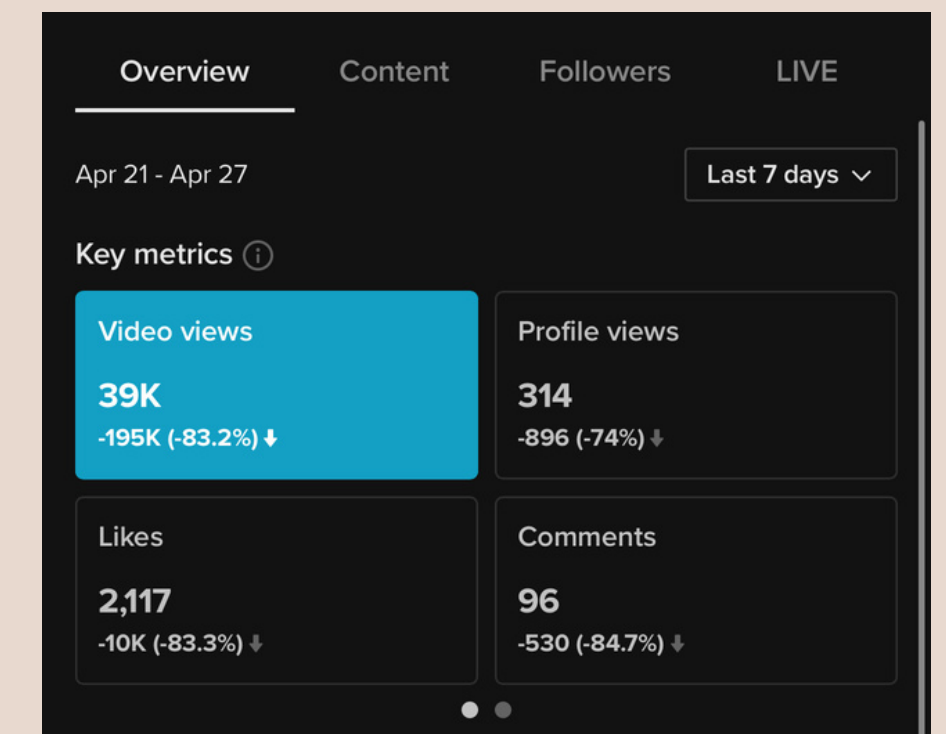 Overview Content Followers LIVE
Apr 21 - Apr 27 Last 7 days
Key metrics
Video views
39K
-195K (-83.2%)
Profile views
314
-896 (-74%)
Likes
2,117
-10K (-83.3%)
Comments
96
-530 (-84.7%)